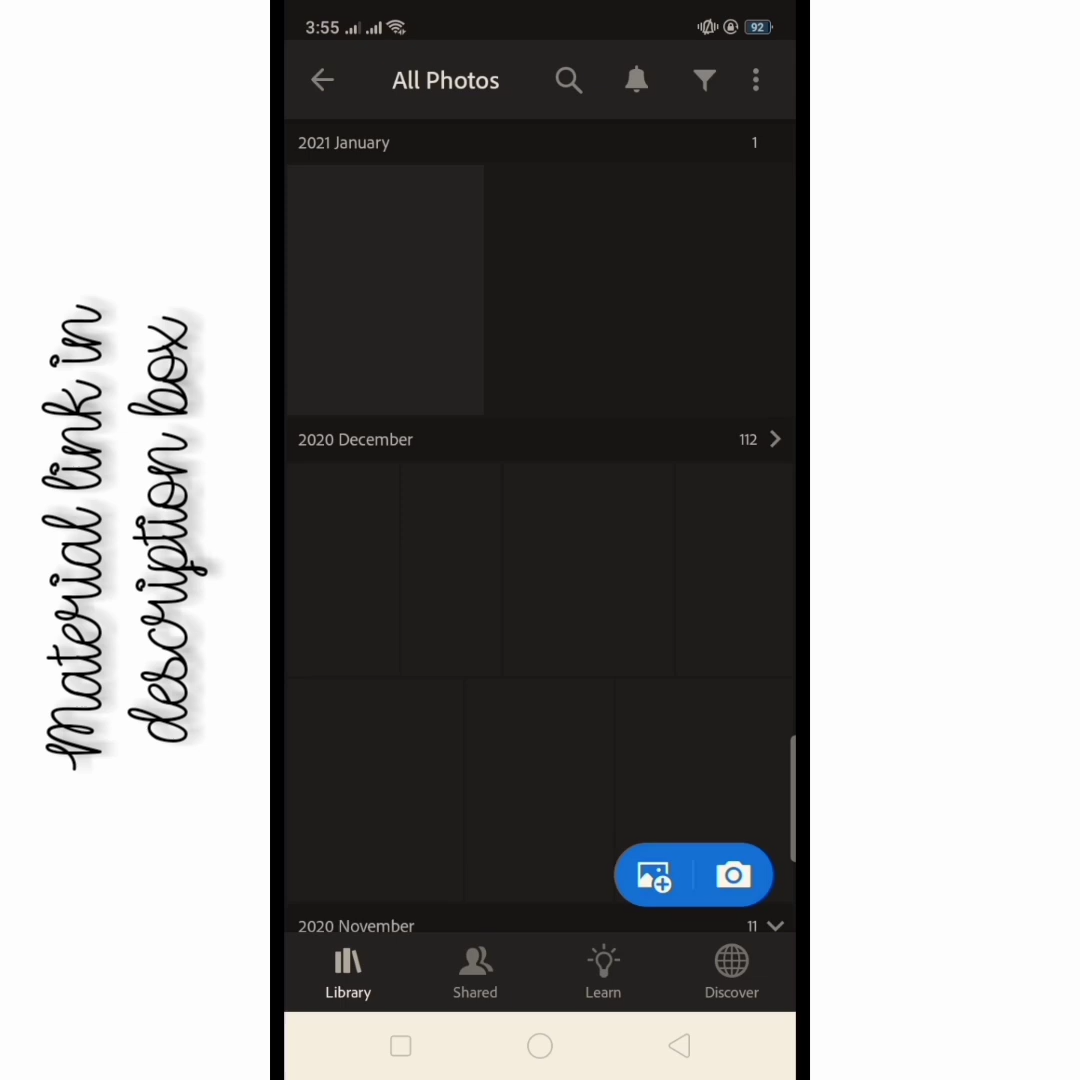 Material link in
description box
3:55
92
All Photos
2021 January 1
2020 December 112
2020 November 11
Library Shared Learn Discover